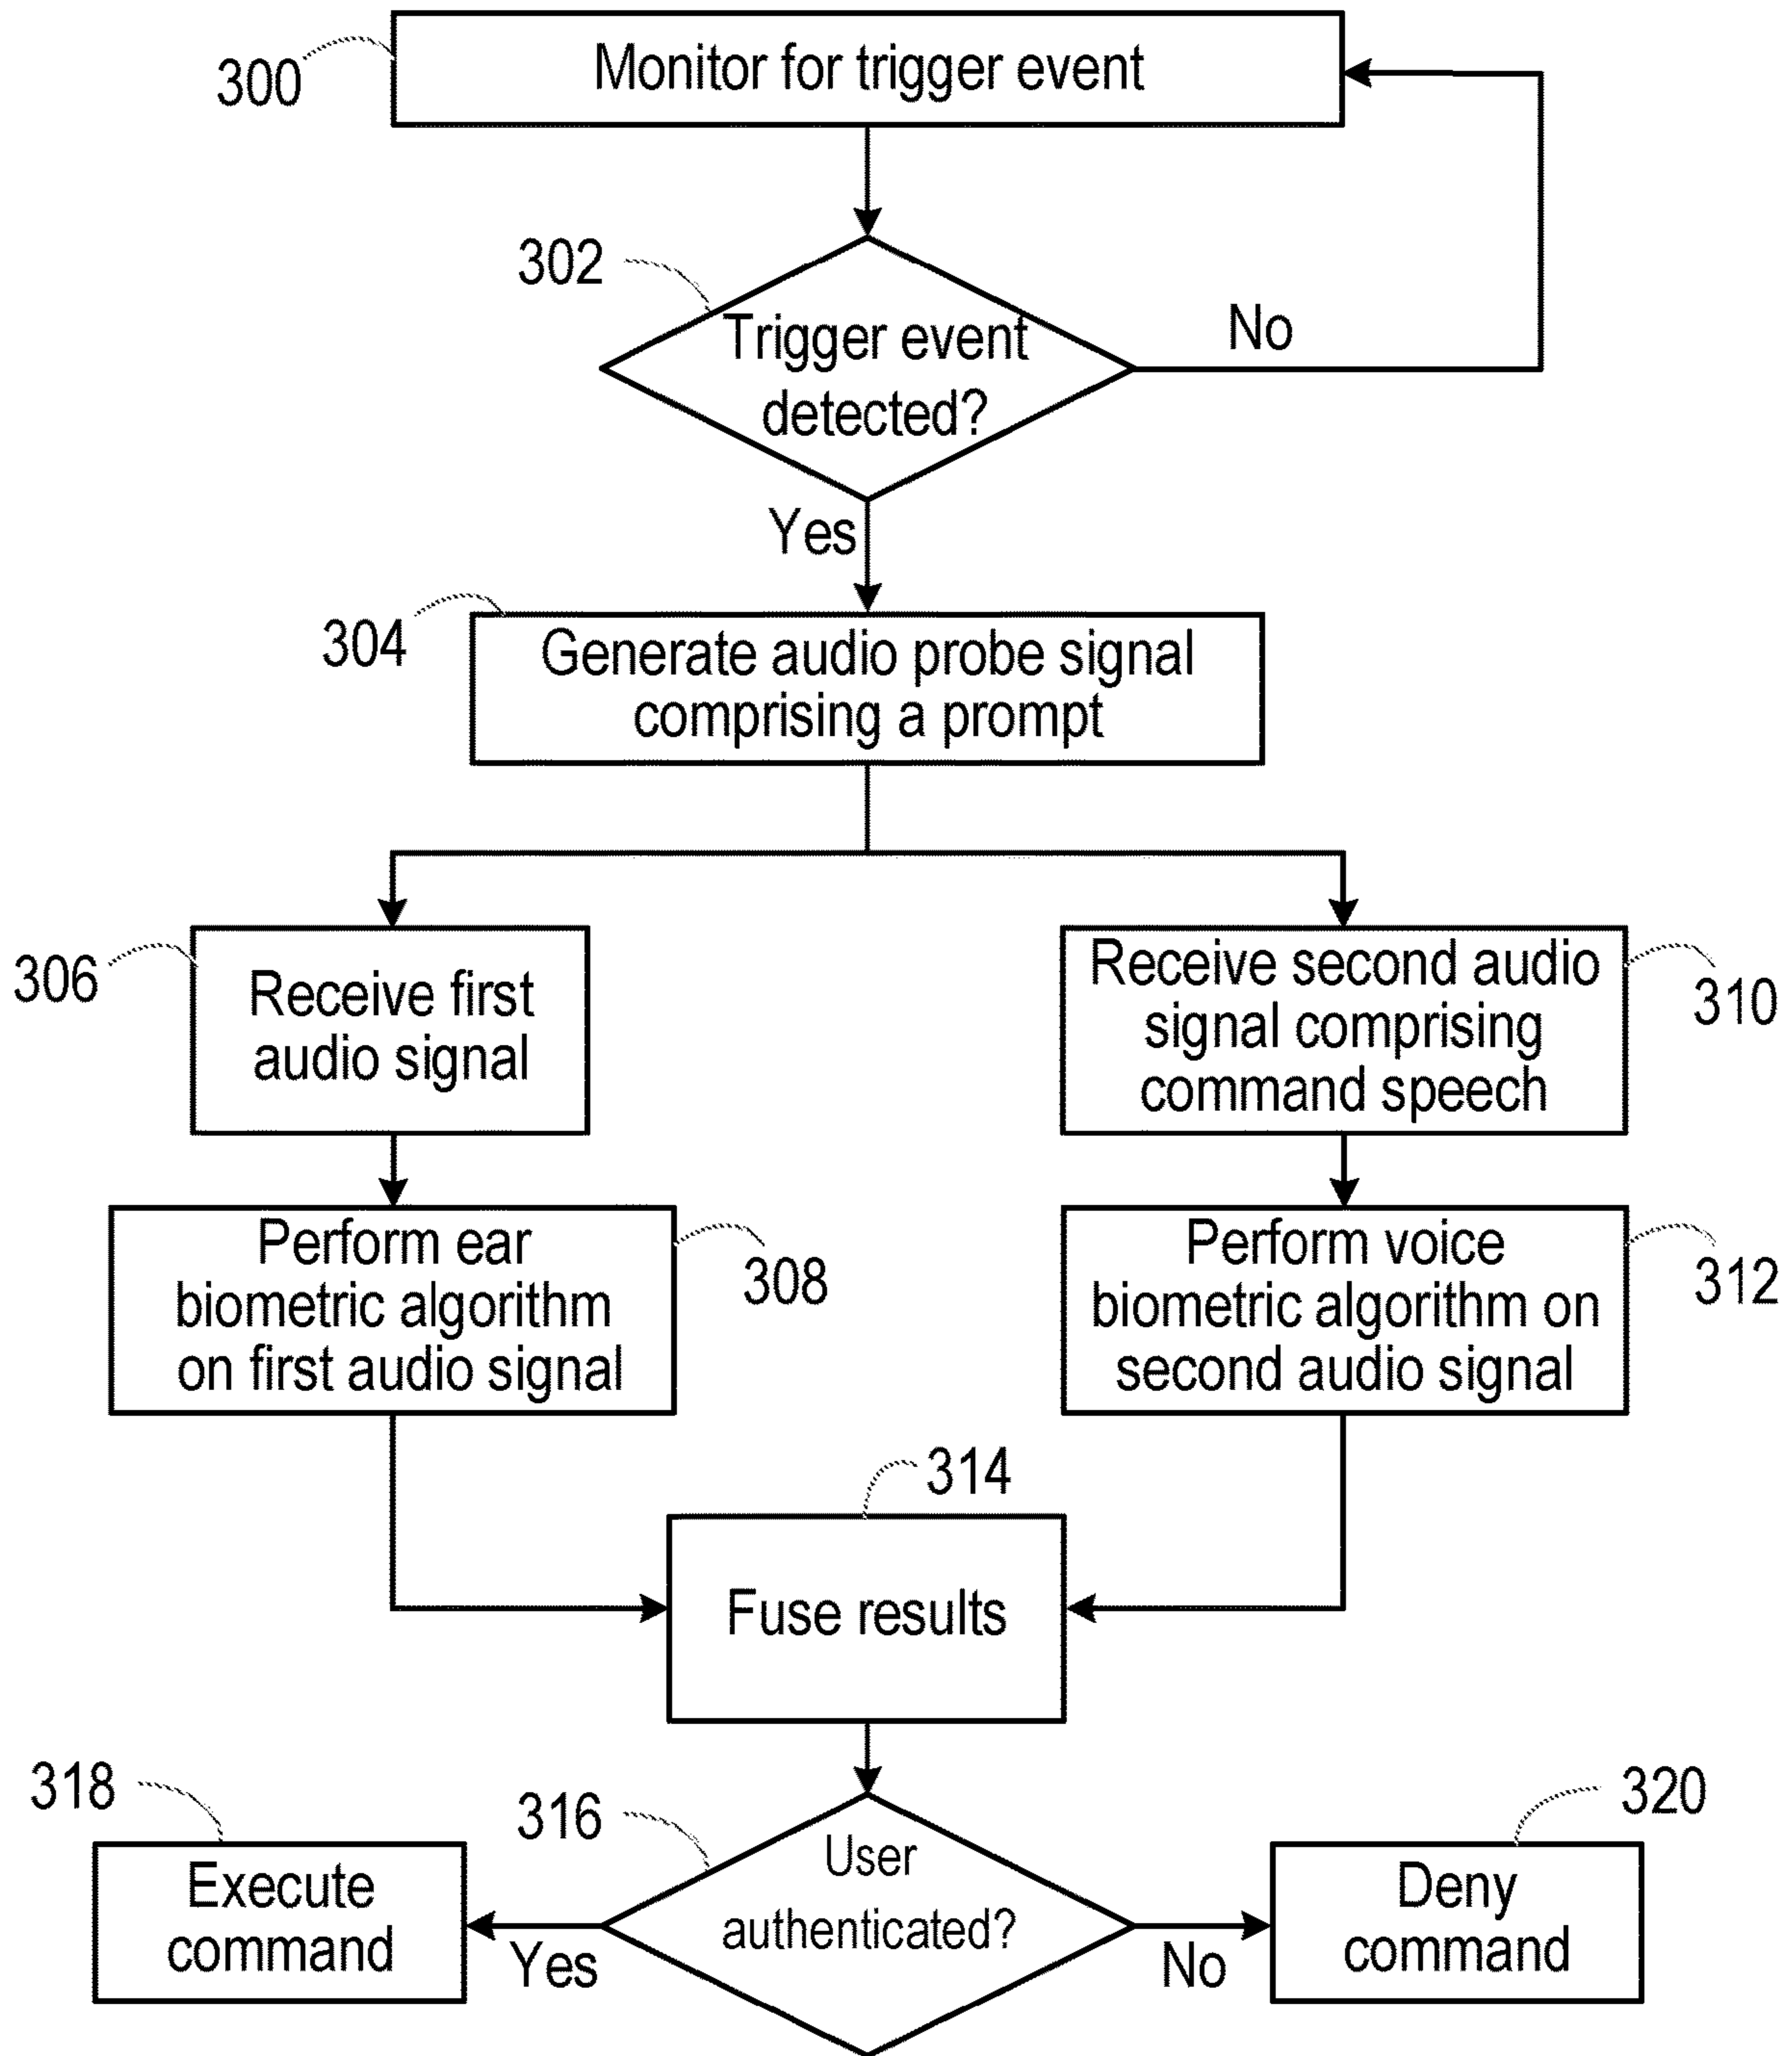 300
Monitor for trigger event
302
Trigger event
detected?
No
Yes
304
Generate audio probe signal
comprising a prompt
306
Receive first
audio signal
Receive second audio
signal comprising
command speech
310
Perform ear
biometric algorithm
on first audio signal
308
Perform voice
biometric algorithm on
second audio signal
312
314
Fuse results
318
316
320
Execute
command
Yes
User
authenticated?
No
Deny
command